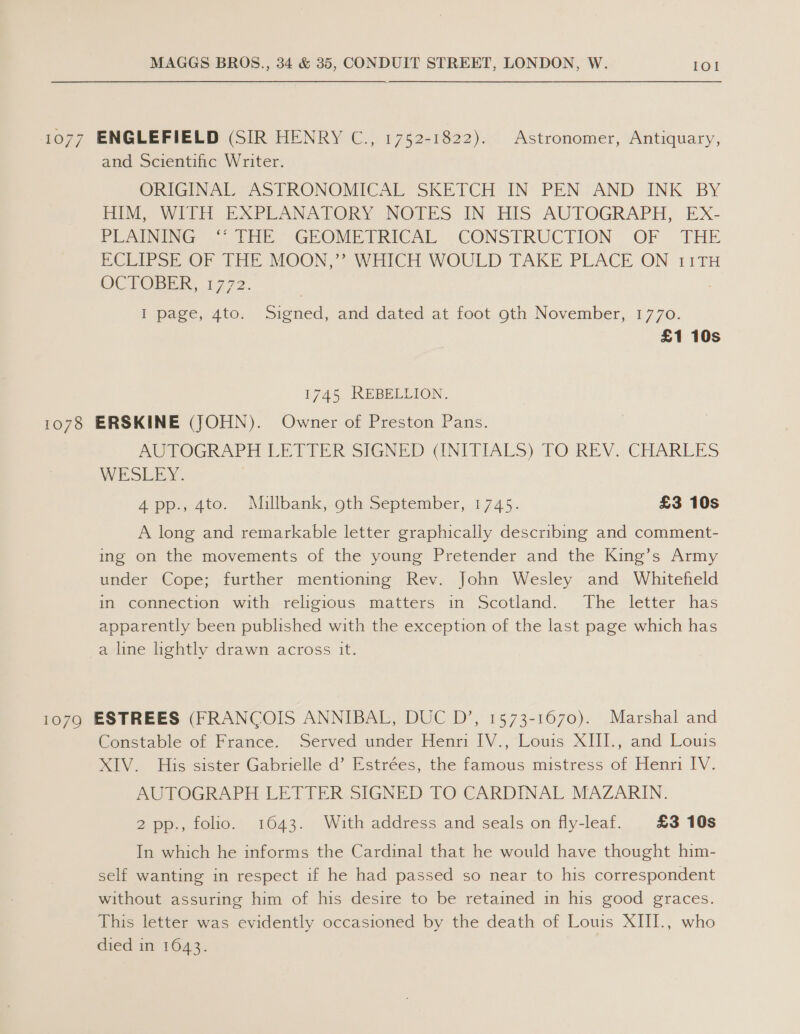 MAGGS BROS., 34 & 35, CONDUIT STREET, LONDON, W. 101
1077 ENGLEFIELD (SIR HENRY C., 1752-1822). Astronomer, Antiquary,
and Scientific Writer.
ORIGINAL ASTRONOMICAL SKETCH IN PEN AND INK BY
HIM, WITH EXPLANATORY NOTES IN HIS AUTOGRAPH, EX-
PLAINING “THE GEOMETRICAL CONSTRUCTION OF THE
ECLIPSE OF THE MOON,” WHICH WOULD TAKE PLACE ON 11TH
OCTOBER, 1772.
1 page, 4to. Signed, and dated at foot 9th November, 1770.
£1 10s
1745 REBELLION.
1078 ERSKINE (JOHN). Owner of Preston Pans.
AUTOGRAPH LETTER SIGNED (INITIALS) TO REV. CHARLES
WESLEY.
4 pp., 4to. Millbank, 9th September, 1745. £3 10s
A long and remarkable letter graphically describing and comment-
ing on the movements of the young Pretender and the King’s Army
under Cope; further mentioning Rev. John Wesley and Whitefield
in connection with religious matters in Scotland. The letter has
apparently been published with the exception of the last page which has
a line lightly drawn across it.
1079 ESTREES (FRANÇOIS ANNIBAL, DUC D’, 1573-1670). Marshal and
Constable of France. Served under Henri IV., Louis XIII., and Louis
XIV. His sister Gabrielle d’ Estrées, the famous mistress of Henri IV.
AUTOGRAPH LETTER SIGNED TO CARDINAL MAZARIN.
2 pp., folio. 1643. With address and seals on fly-leaf. £3 10s
In which he informs the Cardinal that he would have thought him-
self wanting in respect if he had passed so near to his correspondent
without assuring him of his desire to be retained in his good graces.
This letter was evidently occasioned by the death of Louis XIII., who
died in 1643.